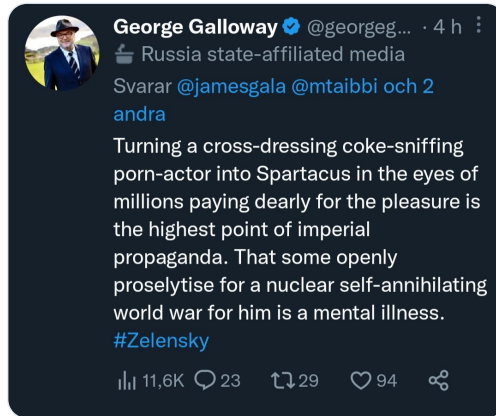 George Galloway @georgeg... · 4 h
Russia state-affiliated media
Svarar @jamesgala @mtaibbi och 2
andra
Turning a cross-dressing coke-sniffing
porn-actor into Spartacus in the eyes of
millions paying dearly for the pleasure is
the highest point of imperial
propaganda. That some openly
proselytise for a nuclear self-annihilating
world war for him is a mental illness.
#Zelensky
11,6K 23 29 94